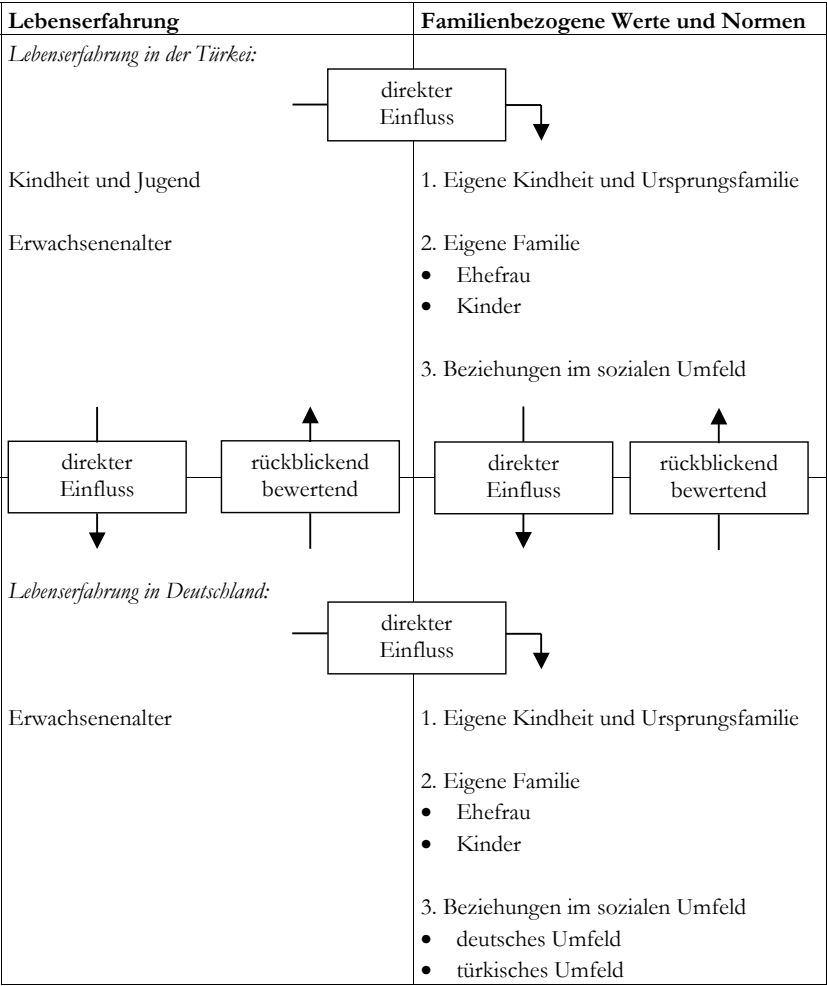 Lebenserfahrung
Familienbezogene Werte und Normen
Lebenserfahrung in der Türkei:
direkter
Einfluss
Kindheit und Jugend
1. Eigene Kindheit und Ursprungsfamilie
Erwachsenenalter
2. Eigene Familie
• Ehefrau
• Kinder
3. Beziehungen im sozialen Umfeld
direkter
Einfluss
rückblickend
bewertend
direkter
Einfluss
rückblickend
bewertend
Lebenserfahrung in Deutschland:
direkter
Einfluss
Erwachsenenalter
1. Eigene Kindheit und Ursprungsfamilie
2. Eigene Familie
• Ehefrau
• Kinder
3. Beziehungen im sozialen Umfeld
• deutsches Umfeld
• türkisches Umfeld